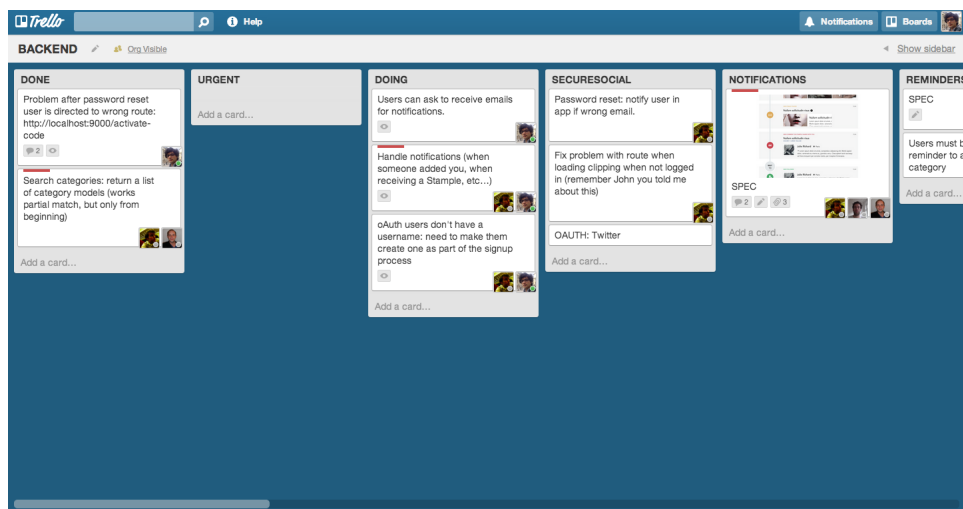 Trello
Help
Notifications
Boards
BACKEND
Org Visible
Show sidebar
DONE
Problem after password reset
user is directed to wrong route:
http://localhost:9000/activate-
code
2
Search categories: return a list
of category models (works
partial match, but only from
beginning)
Add a card...
URGENT
Add a card...
DOING
Users can ask to receive emails
for notifications.
Handle notifications (when
someone added you, when
receiving a Stample, etc...)
oAuth users don't have a
username: need to make them
create one as part of the signup
process
Add a card...
SECURESOCIAL
Password reset: notify user in
app if wrong email.
Fix problem with route when
loading clipping when not logged
in (remember John you told me
about this)
OAUTH: Twitter
Add a card...
NOTIFICATIONS
SPEC
2
3
Add a card...
REMINDERS
SPEC
Users must b
reminder to a
category
Add a card...